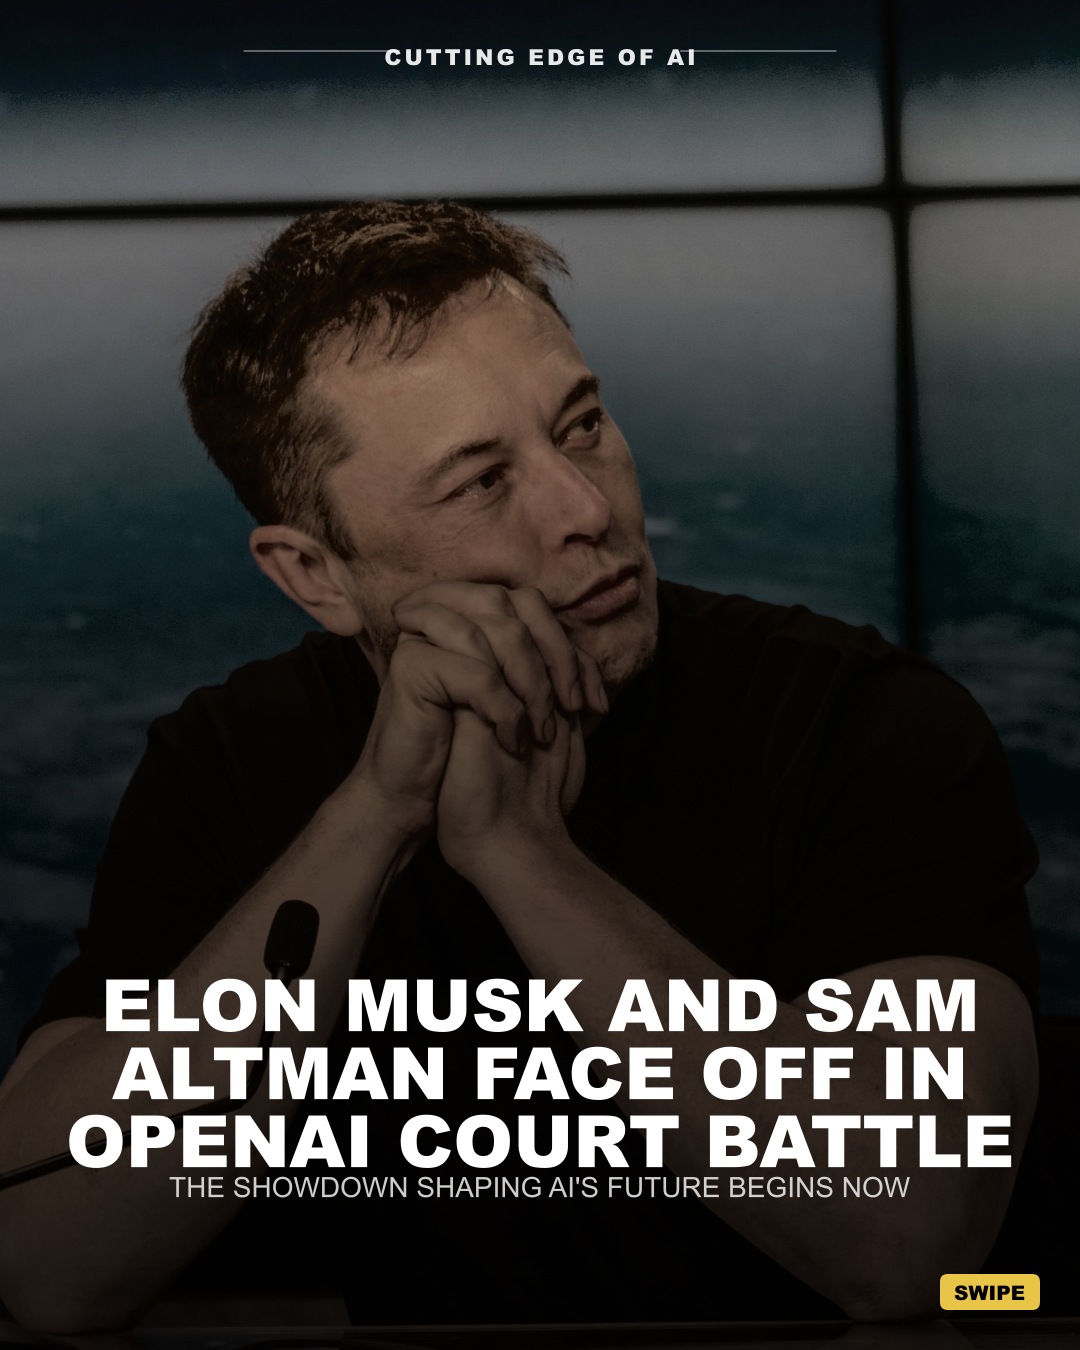 CUTTING EDGE OF AI
ELON MUSK AND SAM
ALTMAN FACE OFF IN
OPENAI COURT BATTLE
THE SHOWDOWN SHAPING AI'S FUTURE BEGINS NOW
SWIPE